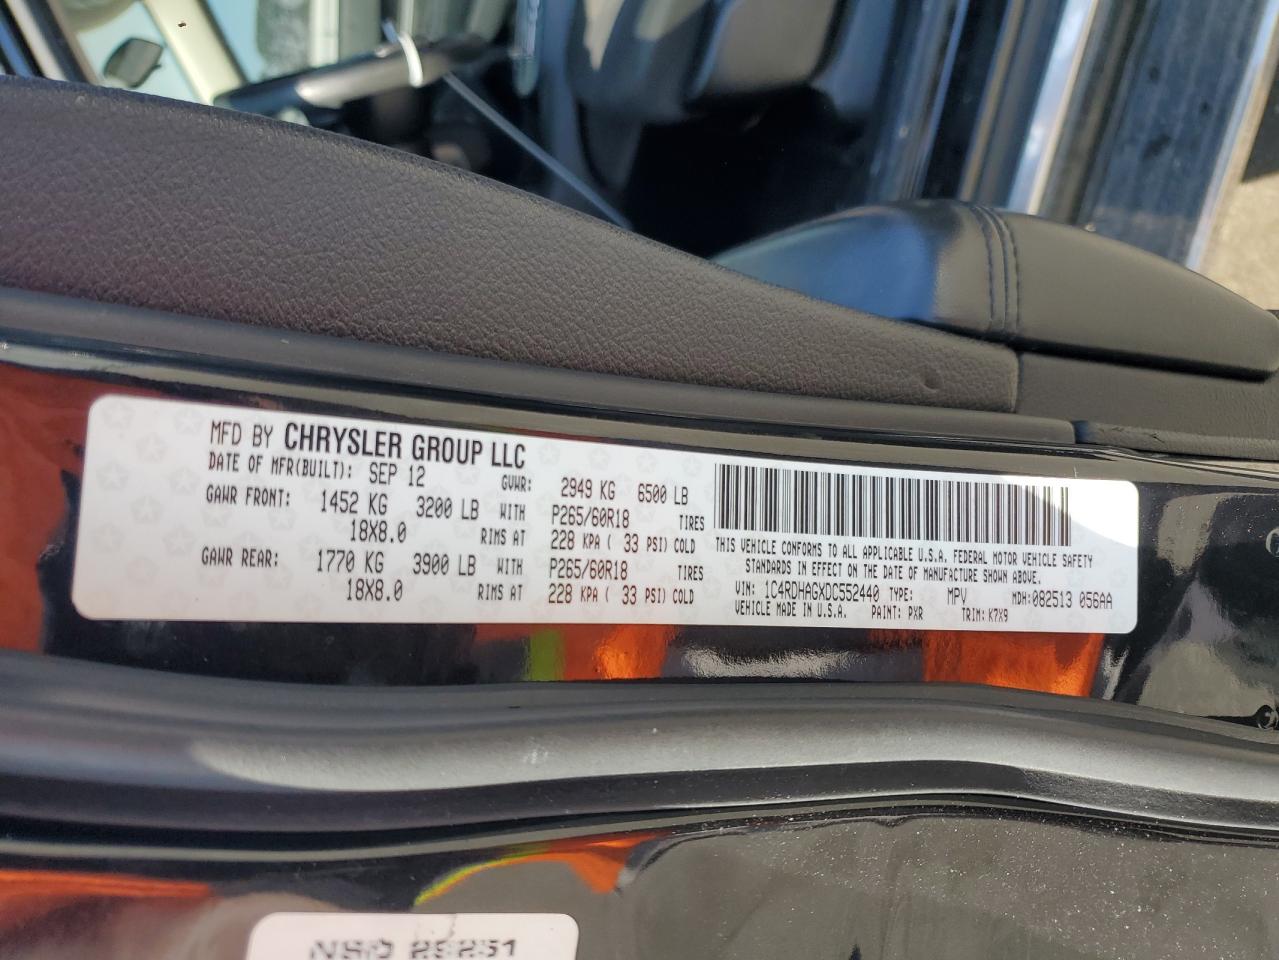 MFD BY CHRYSLER GROUP LLC
DATE OF MFR(BUILT): SEP 12 GVWR: 2949 KG 6500 LB
GAWR FRONT: 1452 KG 3200 LB WITH P265/60R18 TIRES
18X8.0 RIMS AT 228 KPA ( 33 PSI) COLD
GAWR REAR: 1770 KG 3900 LB WITH P265/60R18 TIRES
18X8.0 RIMS AT 228 KPA ( 33 PSI) COLD
THIS VEHICLE CONFORMS TO ALL APPLICABLE U.S.A. FEDERAL MOTOR VEHICLE SAFETY
STANDARDS IN EFFECT ON THE DATE OF MANUFACTURE SHOWN ABOVE.
VIN: 1C4RDHAGXDC552440 TYPE: MPV MDH:082513 056AA
VEHICLE MADE IN U.S.A. PAINT: PXR TRIM: K7X9